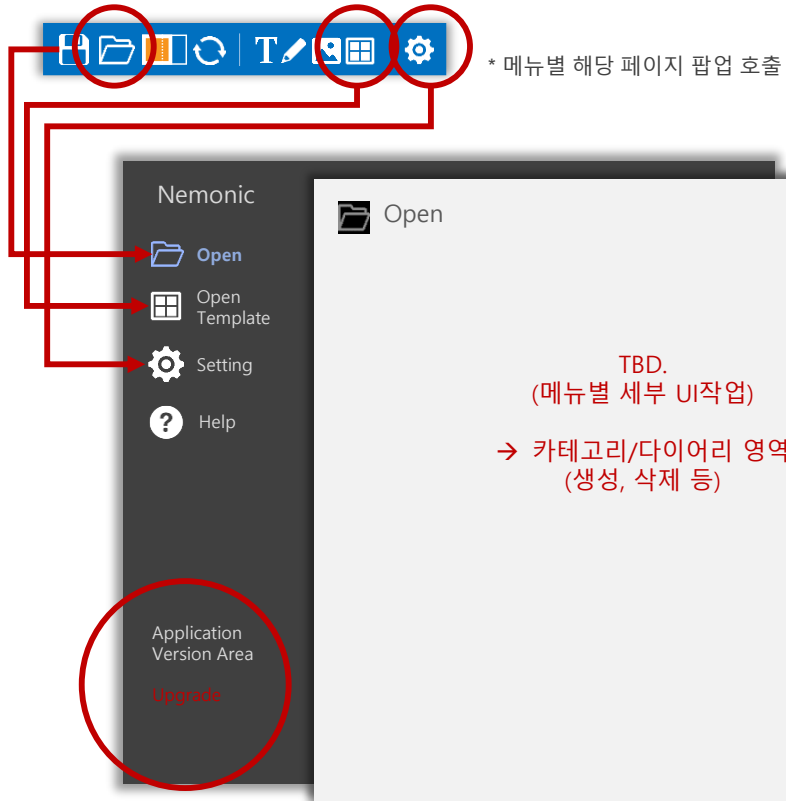 T
* 메뉴별 해당 페이지 팝업 호출
Nemonic
Open
Open
Open
Template
Setting
? Help
TBD.
(메뉴별 세부 UI작업)
→ 카테고리/다이어리 영역
(생성, 삭제 등)
Application
Version Area
Upgrade